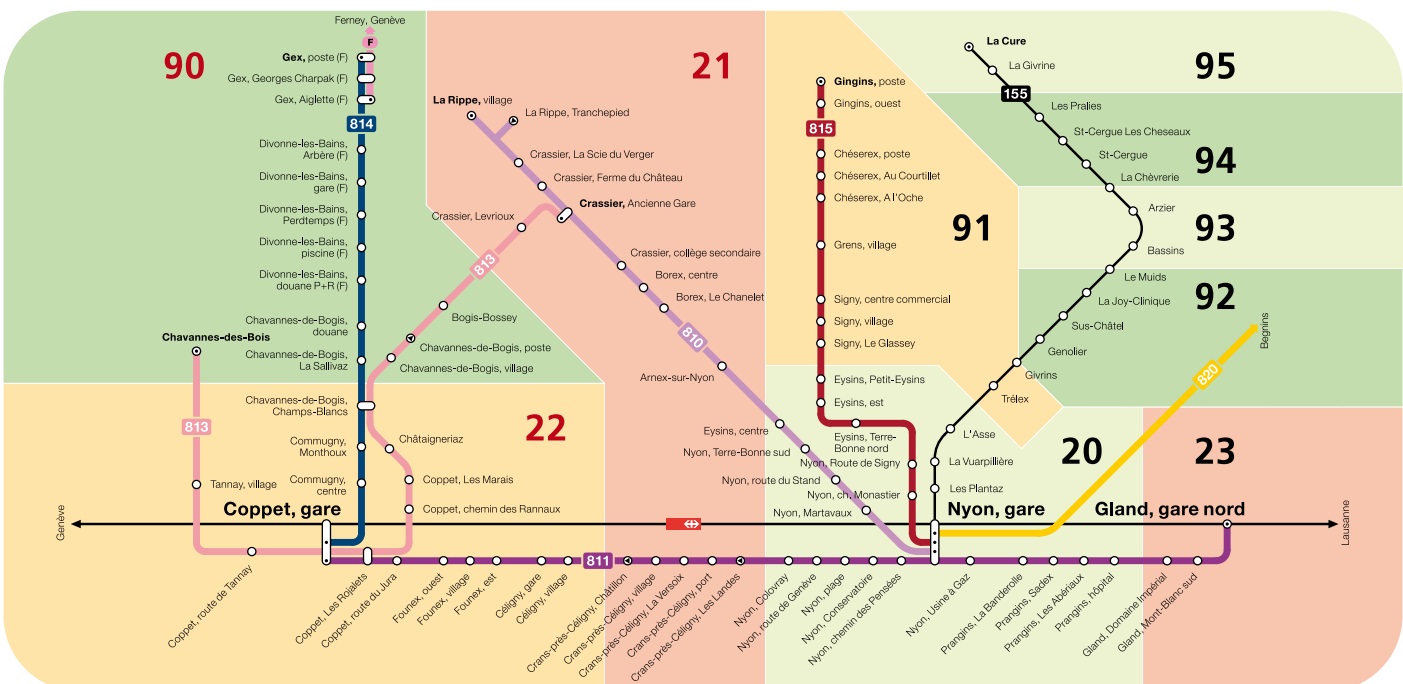 Ferney, Genève
F
90
Gex, poste (F)
Gex, Georges Charpak (F)
Gex, Aiglette (F)
814
Divonne-les-Bains,
Arbère (F)
Divonne-les-Bains,
gare (F)
Divonne-les-Bains,
Perdtemps (F)
Divonne-les-Bains,
piscine (F)
Divonne-les-Bains,
douane P+R (F)
Chavannes-de-Bogis,
douane
Chavannes-des-Bois
Chavannes-de-Bogis,
La Sallivaz
Chavannes-de-Bogis,
Champs-Blancs
813
Commugny,
Monthoux
Commugny,
centre
Tannay, village
Coppet, gare
Genève
21
La Rippe, village
La Rippe, Tranchepied
Crassier, La Scie du Verger
Crassier, Ferme du Château
Crassier, Ancienne Gare
Crassier, Levrioux
813
Bogis-Bossey
Chavannes-de-Bogis, poste
Chavannes-de-Bogis, village
22
Châtaigneriaz
Coppet, Les Marais
Coppet, chemin des Rannaux
Crassier, collège secondaire
Borex, centre
Borex, Le Chanelet
810
Arnex-sur-Nyon
Eysins, centre
Nyon, Terre-Bonne sud
Nyon, route du Stand
Nyon, Martavaux
Gingins, poste
Gingins, ouest
815
Chéserex, poste
Chéserex, Au Courtillet
Chéserex, A l'Oche
91
Grens, village
Signy, centre commercial
Signy, village
Signy, Le Glassey
Eysins, Petit-Eysins
Eysins, est
Eysins, Terre-
Bonne nord
Nyon, Route de Signy
Nyon, ch. Monastier
La Cure
La Givrine
95
155
Les Pralies
St-Cergue Les Cheseaux
St-Cergue
94
La Chèvrerie
Arzier
93
Bassins
Le Muids
92
La Joy-Clinique
Sus-Châtel
Genolier
Givrins
Trélex
L'Asse
La Vuarpillière
Les Plantaz
Begnins
820
20
23
Nyon, gare
Gland, gare nord
Lausanne
811
Coppet, route de Tannay
Coppet, Les Rojalets
Coppet, route du Jura
Founex, ouest
Founex, village
Founex, est
Céligny, gare
Céligny, village
Crans-près-Céligny, Châtillon
Crans-près-Céligny, village
Crans-près-Céligny, La Versoix
Crans-près-Céligny, port
Crans-près-Céligny, Les Landes
Nyon, Colovray
Nyon, route de Genève
Nyon, plage
Nyon, Conservatoire
Nyon, chemin des Pensées
Nyon, Usine à Gaz
Prangins, La Banderolle
Prangins, Sadex
Prangins, Les Abériaux
Prangins, hôpital
Gland, Domaine Impérial
Gland, Mont-Blanc sud